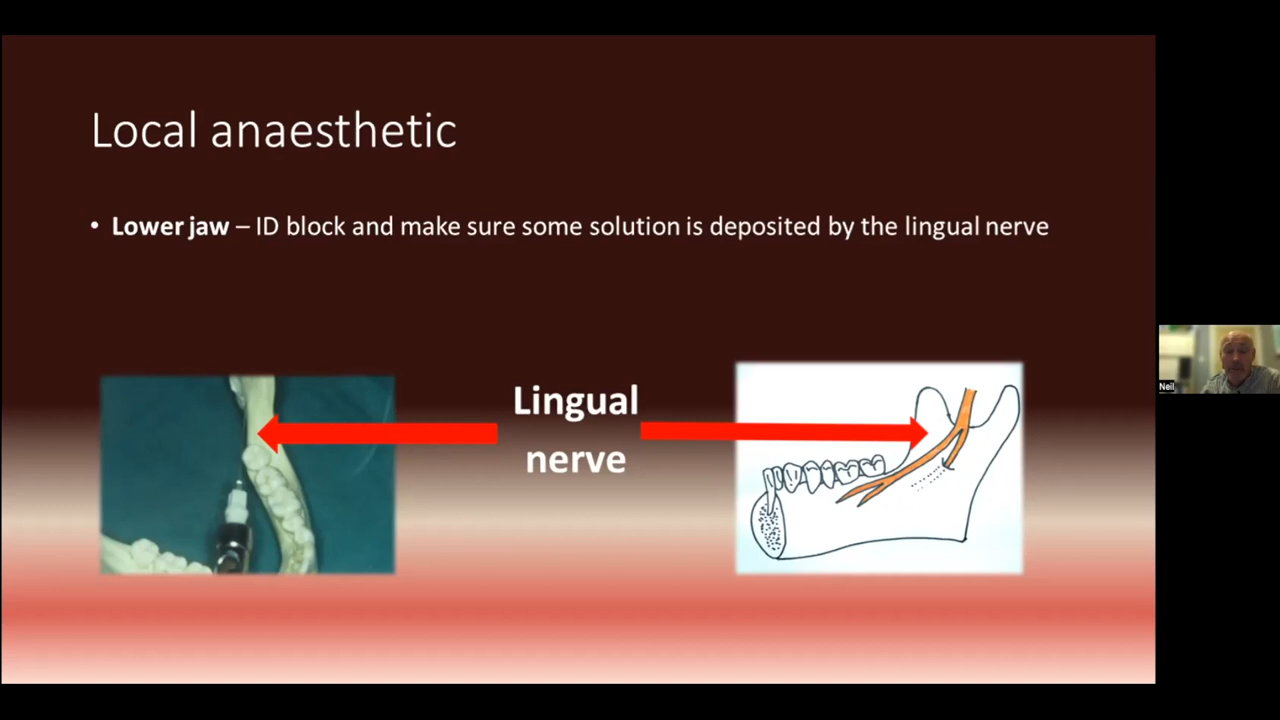 Local anaesthetic
• Lower jaw – ID block and make sure some solution is deposited by the lingual nerve
Lingual
nerve
Neil